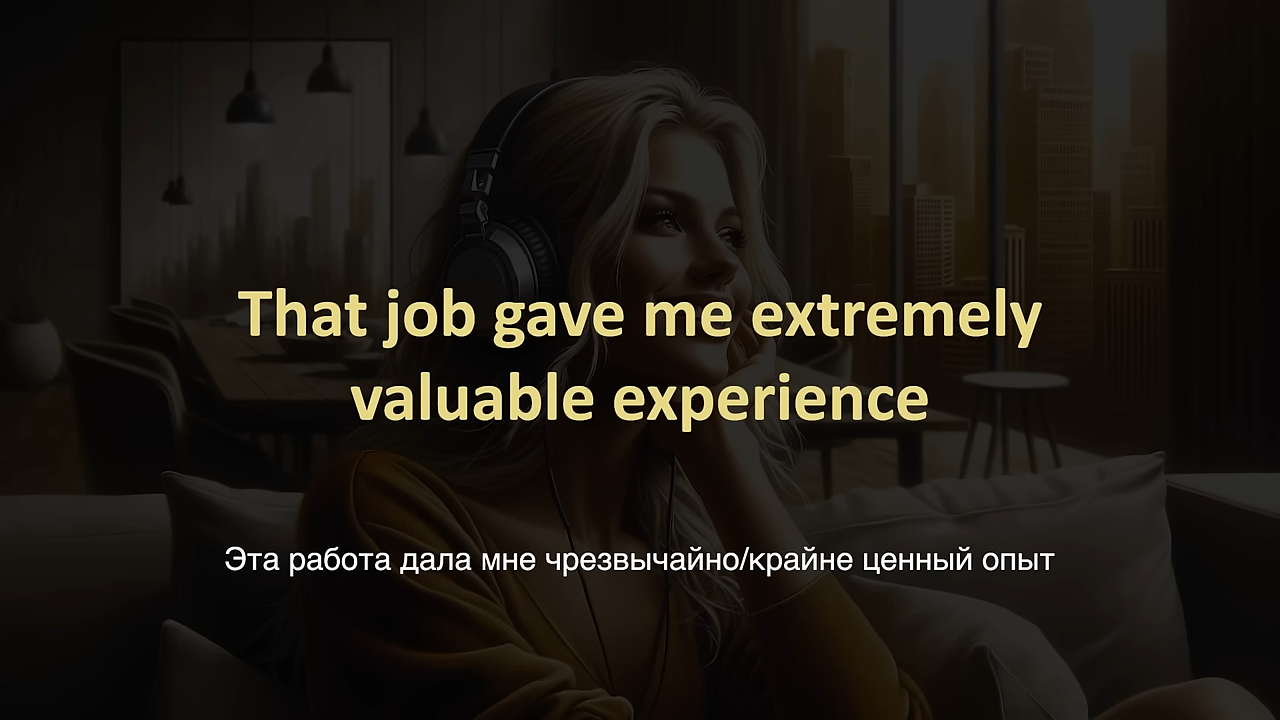 That job gave me extremely
valuable experience
Эта работа дала мне чрезвычайно/крайне ценный опыт